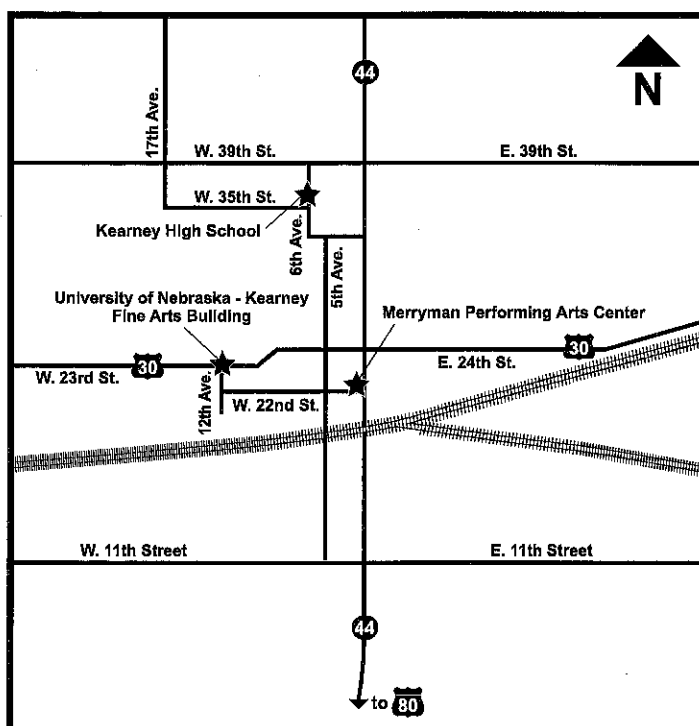 44
N
17th Ave.
W. 39th St.
E. 39th St.
W. 35th St.
Kearney High School
6th Ave.
5th Ave.
University of Nebraska - Kearney
Fine Arts Building
Merryman Performing Arts Center
30
30
W. 23rd St.
E. 24th St.
12th Ave.
W. 22nd St.
W. 11th Street
E. 11th Street
44
to 80